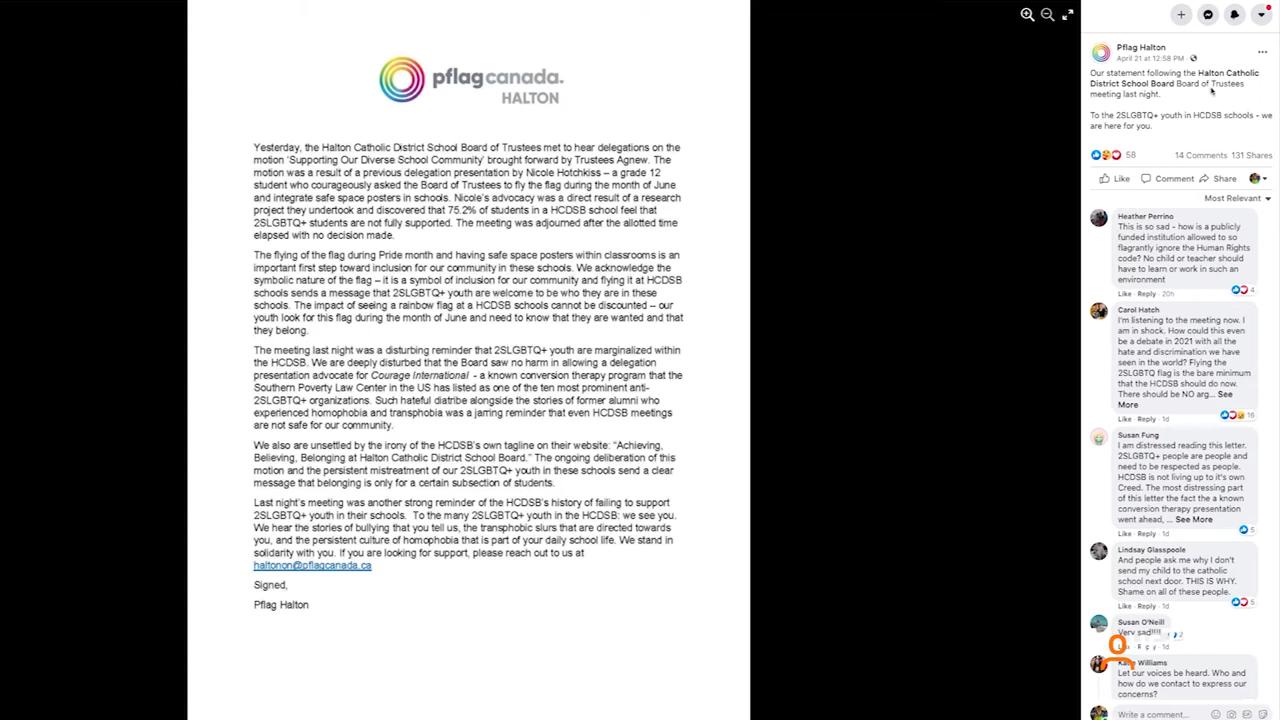 pflagcanada.
HALTON
Yesterday, the Halton Catholic District School Board of Trustees met to hear delegations on the
motion 'Supporting Our Diverse School Community' brought forward by Trustees Agnew. The
motion was a result of a previous delegation presentation by Nicole Hotchkiss – a grade 12
student who courageously asked the Board of Trustees to fly the flag during the month of June
and integrate safe space posters in schools. Nicole's advocacy was a direct result of a research
project they undertook and discovered that 75.2% of students in a HCDSB school feel that
2SLGBTQ+ students are not fully supported. The meeting was adjourned after the allotted time
elapsed with no decision made.
The flying of the flag during Pride month and having safe space posters within classrooms is an
important first step toward inclusion for our community in these schools. We acknowledge the
symbolic nature of the flag – it is a symbol of inclusion for our community and flying it at HCDSB
schools sends a message that 2SLGBTQ+ youth are welcome to be who they are in these
schools. The impact of seeing a rainbow flag at a HCDSB schools cannot be discounted – our
youth look for this flag during the month of June and need to know that they are wanted and that
they belong.
The meeting last night was a disturbing reminder that 2SLGBTQ+ youth are marginalized within
the HCDSB. We are deeply disturbed that the Board saw no harm in allowing a delegation
presentation advocate for Courage International - a known conversion therapy program that the
Southern Poverty Law Center in the US has listed as one of the ten most prominent anti-
2SLGBTQ+ organizations. Such hateful diatribe alongside the stories of former alumni who
experienced homophobia and transphobia was a jarring reminder that even HCDSB meetings
are not safe for our community.
We also are unsettled by the irony of the HCDSB's own tagline on their website: "Achieving,
Believing, Belonging at Halton Catholic District School Board." The ongoing deliberation of this
motion and the persistent mistreatment of our 2SLGBTQ+ youth in these schools send a clear
message that belonging is only for a certain subsection of students.
Last night's meeting was another strong reminder of the HCDSB's history of failing to support
2SLGBTQ+ youth in their schools. To the many 2SLGBTQ+ youth in the HCDSB: we see you.
We hear the stories of bullying that you tell us, the transphobic slurs that are directed towards
you, and the persistent culture of homophobia that is part of your daily school life. We stand in
solidarity with you. If you are looking for support, please reach out to us at
haltonon@pflagcanada.ca
Signed,
Pflag Halton
Pflag Halton
April 21 at 12:58 PM ·
Our statement following the Halton Catholic
District School Board Board of Trustees
meeting last night.
To the 2SLGBTQ+ youth in HCDSB schools - we
are here for you.
58 14 Comments 131 Shares
Like Comment Share
Most Relevant
Heather Perrino
This is so sad - how is a publicly
funded institution allowed to so
flagrantly ignore the Human Rights
code? No child or teacher should
have to learn or work in such an
environment
4
Like · Reply · 20h
Carol Hatch
I'm listening to the meeting now. I
am in shock. How could this even
be a debate in 2021 with all the
hate and discrimination we have
seen in the world? Flying the
2SLGBTQ flag is the bare minimum
that the HCDSB should do now.
There should be NO arg... See
More
16
Like · Reply · 1d
Susan Fung
I am distressed reading this letter.
2SLGBTQ+ people are people and
need to be respected as people.
HCDSB is not living up to it's own
Creed. The most distressing part
of this letter the fact the a known
conversion therapy presentation
went ahead, ... See More
5
Like · Reply · 1d
Lindsay Glasspoole
And people ask me why I don't
send my child to the catholic
school next door. THIS IS WHY.
Shame on all of these people.
5
Like · Reply · 1d
Susan O'Neill
Very sad!!!!
2
1d
Williams
Let our voices be heard. Who and
how do we contact to express our
concerns?
Write a comment...